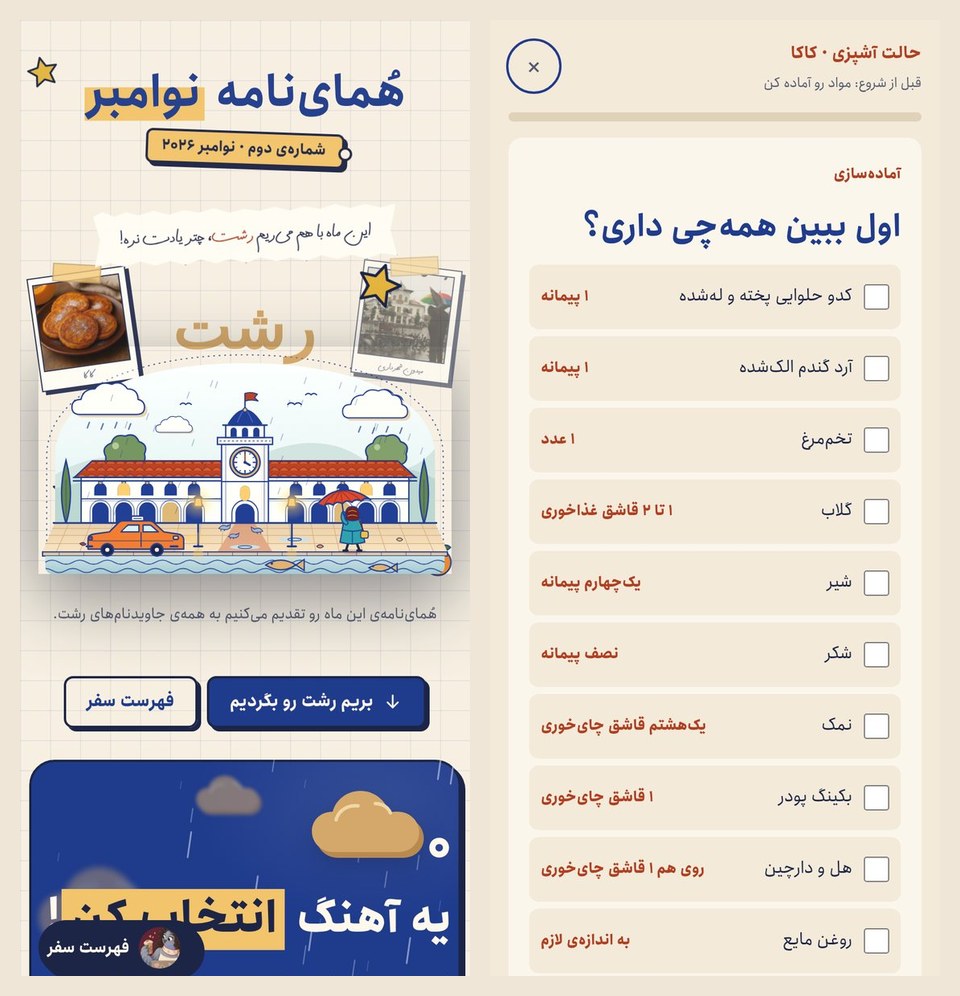 هُمای‌نامه نوامبر
شماره‌ی دوم • نوامبر ۲۰۲۶
این ماه با هم می‌ریم رشت، چتر یادت نره!
رشت
کاکا
میدون شهرداری
هُمای‌نامه‌ی این ماه رو تقدیم می‌کنیم به همه‌ی جاویدنام‌های رشت.
↓ بریم رشت رو بگردیم
فهرست سفر
یه آهنگ انتخاب کن!
فهرست سفر
حالت آشپزی • کاکا
قبل از شروع: مواد رو آماده کن
×
آماده‌سازی
اول ببین همه‌چی داری؟
کدو حلوایی پخته و له‌شده ۱ پیمانه
آرد گندم الک‌شده ۱ پیمانه
تخم‌مرغ ۱ عدد
گلاب ۱ تا ۲ قاشق غذاخوری
شیر یک‌چهارم پیمانه
شکر نصف پیمانه
نمک یک‌هشتم قاشق چای‌خوری
بکینگ پودر ۱ قاشق چای‌خوری
هل و دارچین روی هم ۱ قاشق چای‌خوری
روغن مایع به اندازه‌ی لازم